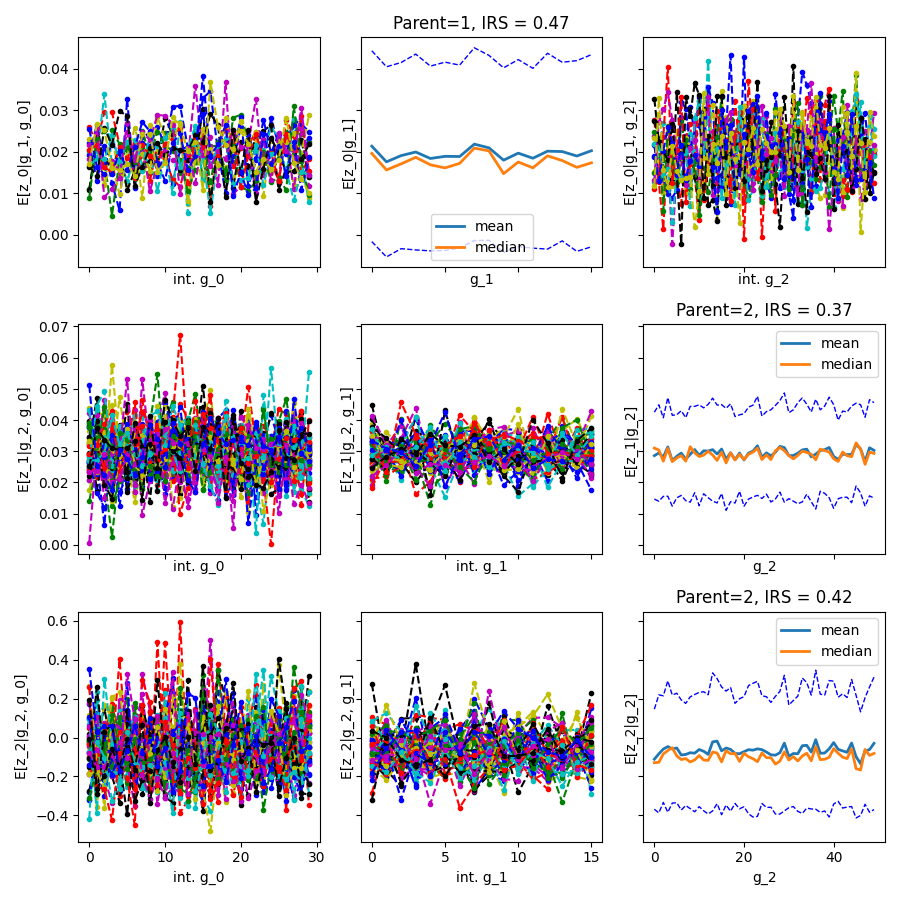 Parent=1, IRS = 0.47
E[z_0|g_1, g_0]
0.04
0.03
0.02
0.01
0.00
int. g_0
E[z_0|g_1]
mean
median
g_1
E[z_0|g_1, g_2]
int. g_2
Parent=2, IRS = 0.37
E[z_1|g_2, g_0]
0.07
0.06
0.05
0.04
0.03
0.02
0.01
0.00
int. g_0
E[z_1|g_2, g_1]
int. g_1
E[z_1|g_2]
mean
median
g_2
Parent=2, IRS = 0.42
E[z_2|g_2, g_0]
0.6
0.4
0.2
0.0
−0.2
−0.4
0 10 20 30
int. g_0
E[z_2|g_2, g_1]
0 5 10 15
int. g_1
E[z_2|g_2]
mean
median
0 20 40
g_2